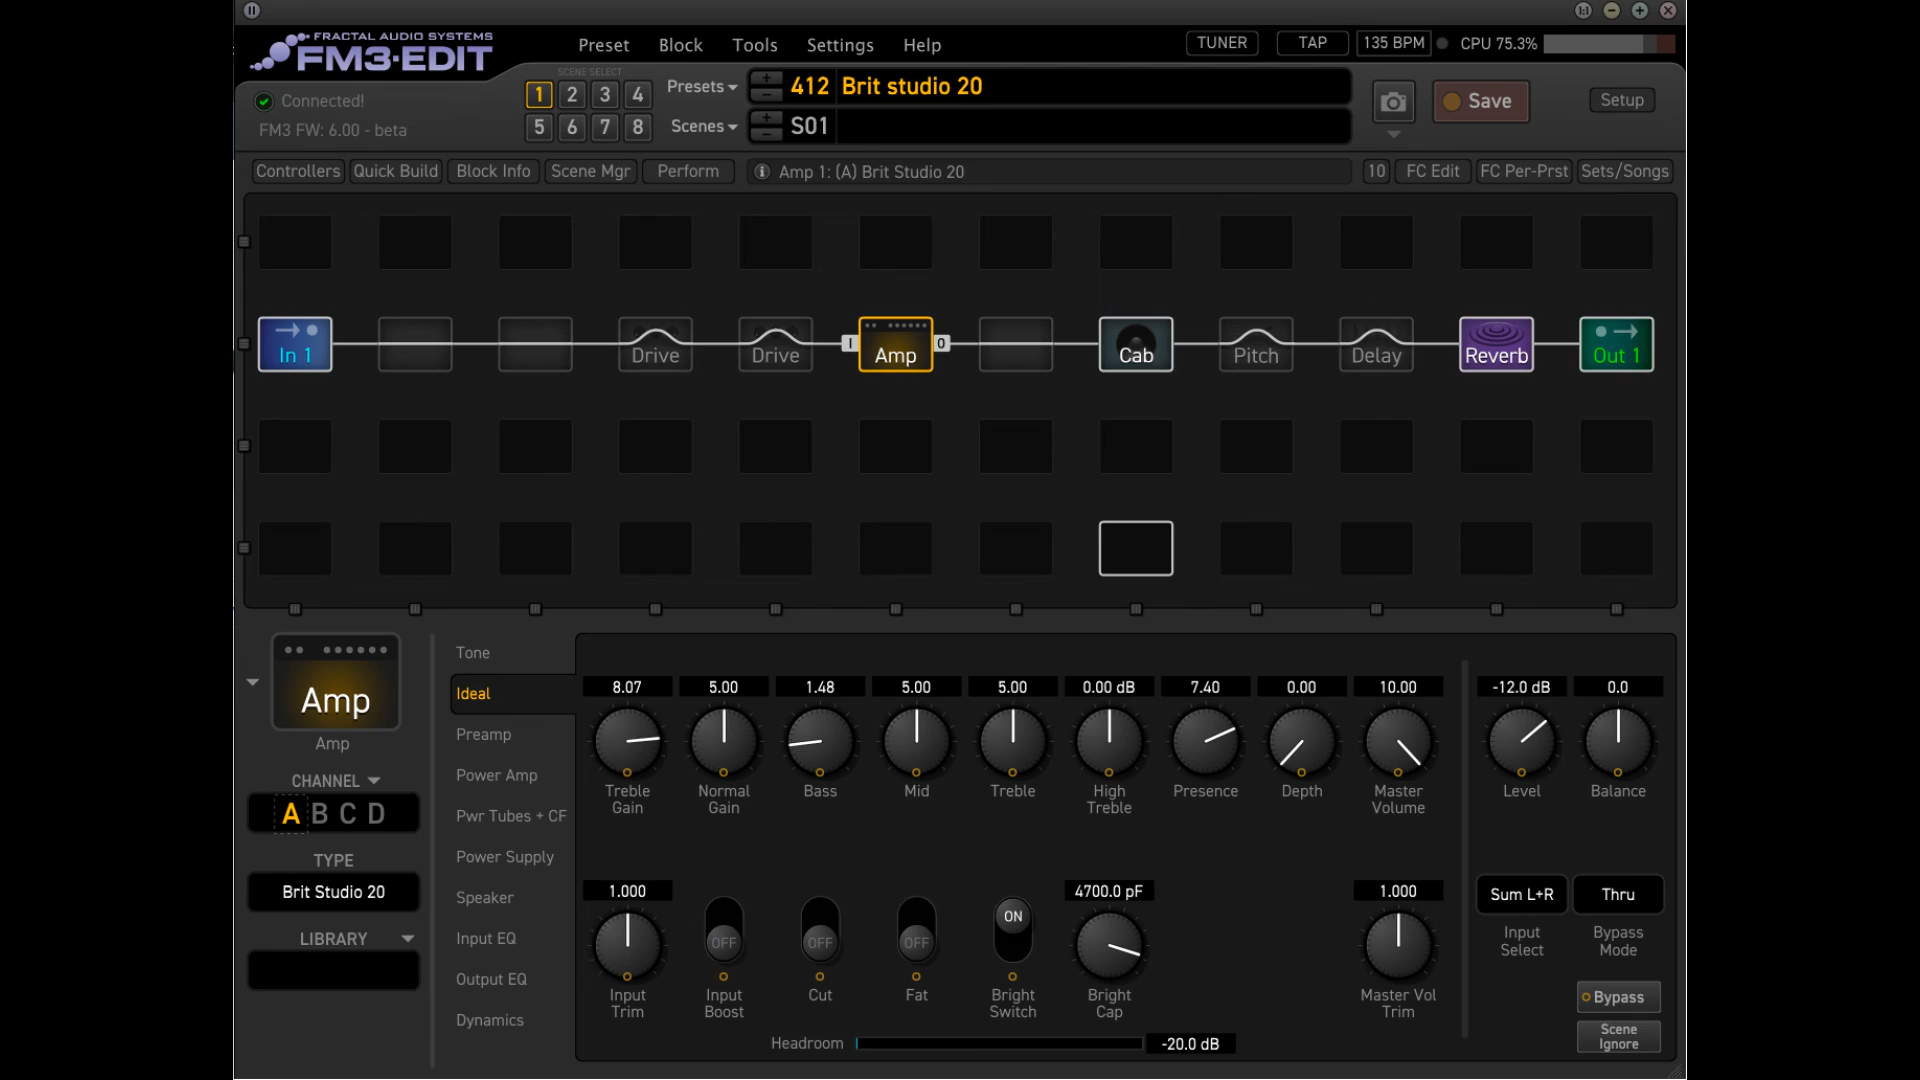 FRACTAL AUDIO SYSTEMS
FM3-EDIT
Preset Block Tools Settings Help
TUNER TAP 135 BPM CPU 75.3%
SCENE SELECT
1 2 3 4
5 6 7 8
Presets 412 Brit studio 20
Scenes S01
Save
Setup
Connected!
FM3 FW: 6.00 - beta
Controllers Quick Build Block Info Scene Mgr Perform Amp 1: (A) Brit Studio 20 10 FC Edit FC Per-Prst Sets/Songs
In 1 Drive Drive I Amp O Cab Pitch Delay Reverb Out 1
Amp
Amp
CHANNEL
A B C D
TYPE
Brit Studio 20
LIBRARY
Tone
Ideal
Preamp
Power Amp
Pwr Tubes + CF
Power Supply
Speaker
Input EQ
Output EQ
Dynamics
8.07 5.00 1.48 5.00 5.00 0.00 dB 7.40 0.00 10.00 -12.0 dB 0.0
Treble Normal Bass Mid Treble High Presence Depth Master Level Balance
Gain Gain Treble Volume
1.000 4700.0 pF 1.000
OFF OFF OFF ON
Sum L+R Thru
Input Input Cut Fat Bright Bright Master Vol
Trim Boost Switch Cap Trim
Input Bypass
Select Mode
Bypass
Scene
Ignore
Headroom -20.0 dB